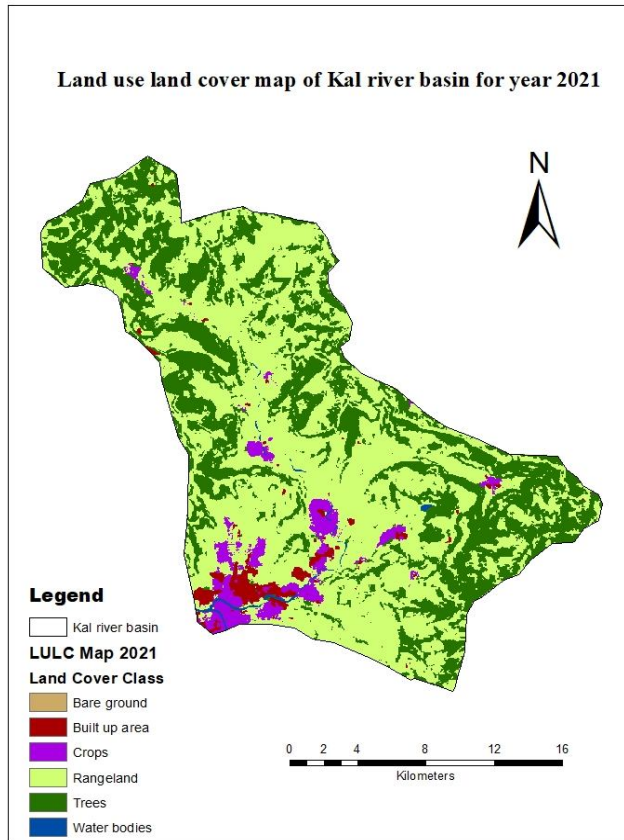 Land use land cover map of Kal river basin for year 2021
N
Legend
Kal river basin
LULC Map 2021
Land Cover Class
Bare ground
Built up area
Crops
Rangeland
Trees
Water bodies
0 2 4 8 12 16
Kilometers